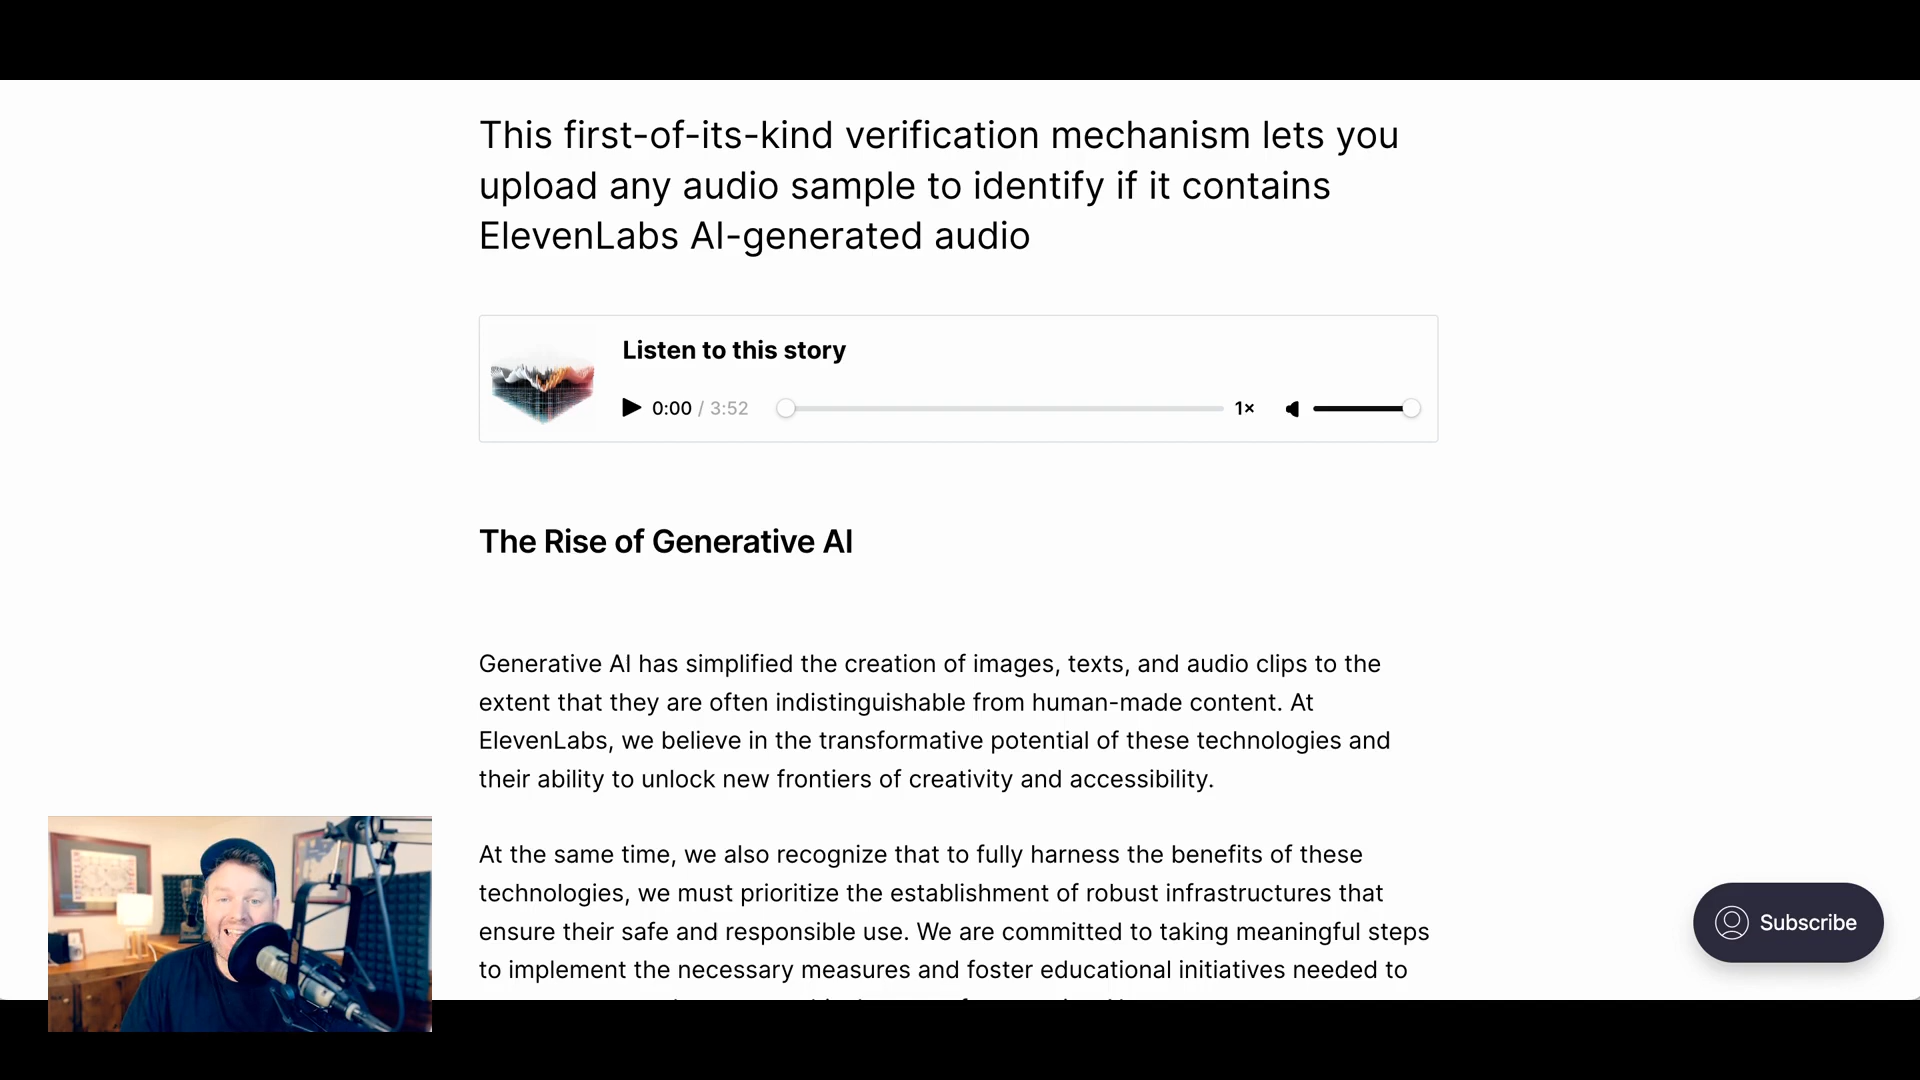 This first-of-its-kind verification mechanism lets you
upload any audio sample to identify if it contains
ElevenLabs AI-generated audio
Listen to this story
0:00 / 3:52
1×
The Rise of Generative AI
Generative AI has simplified the creation of images, texts, and audio clips to the
extent that they are often indistinguishable from human-made content. At
ElevenLabs, we believe in the transformative potential of these technologies and
their ability to unlock new frontiers of creativity and accessibility.
At the same time, we also recognize that to fully harness the benefits of these
technologies, we must prioritize the establishment of robust infrastructures that
ensure their safe and responsible use. We are committed to taking meaningful steps
to implement the necessary measures and foster educational initiatives needed to
Subscribe